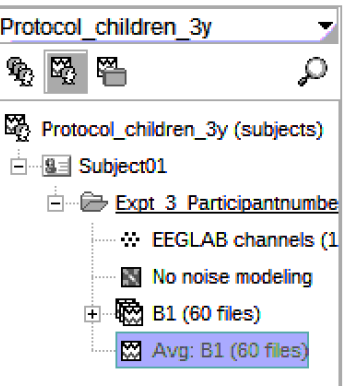 Protocol_children_3y
Protocol_children_3y (subjects)
Subject01
Expt_3_Participantnumbe
EEGLAB channels (1
No noise modeling
B1 (60 files)
Avg: B1 (60 files)